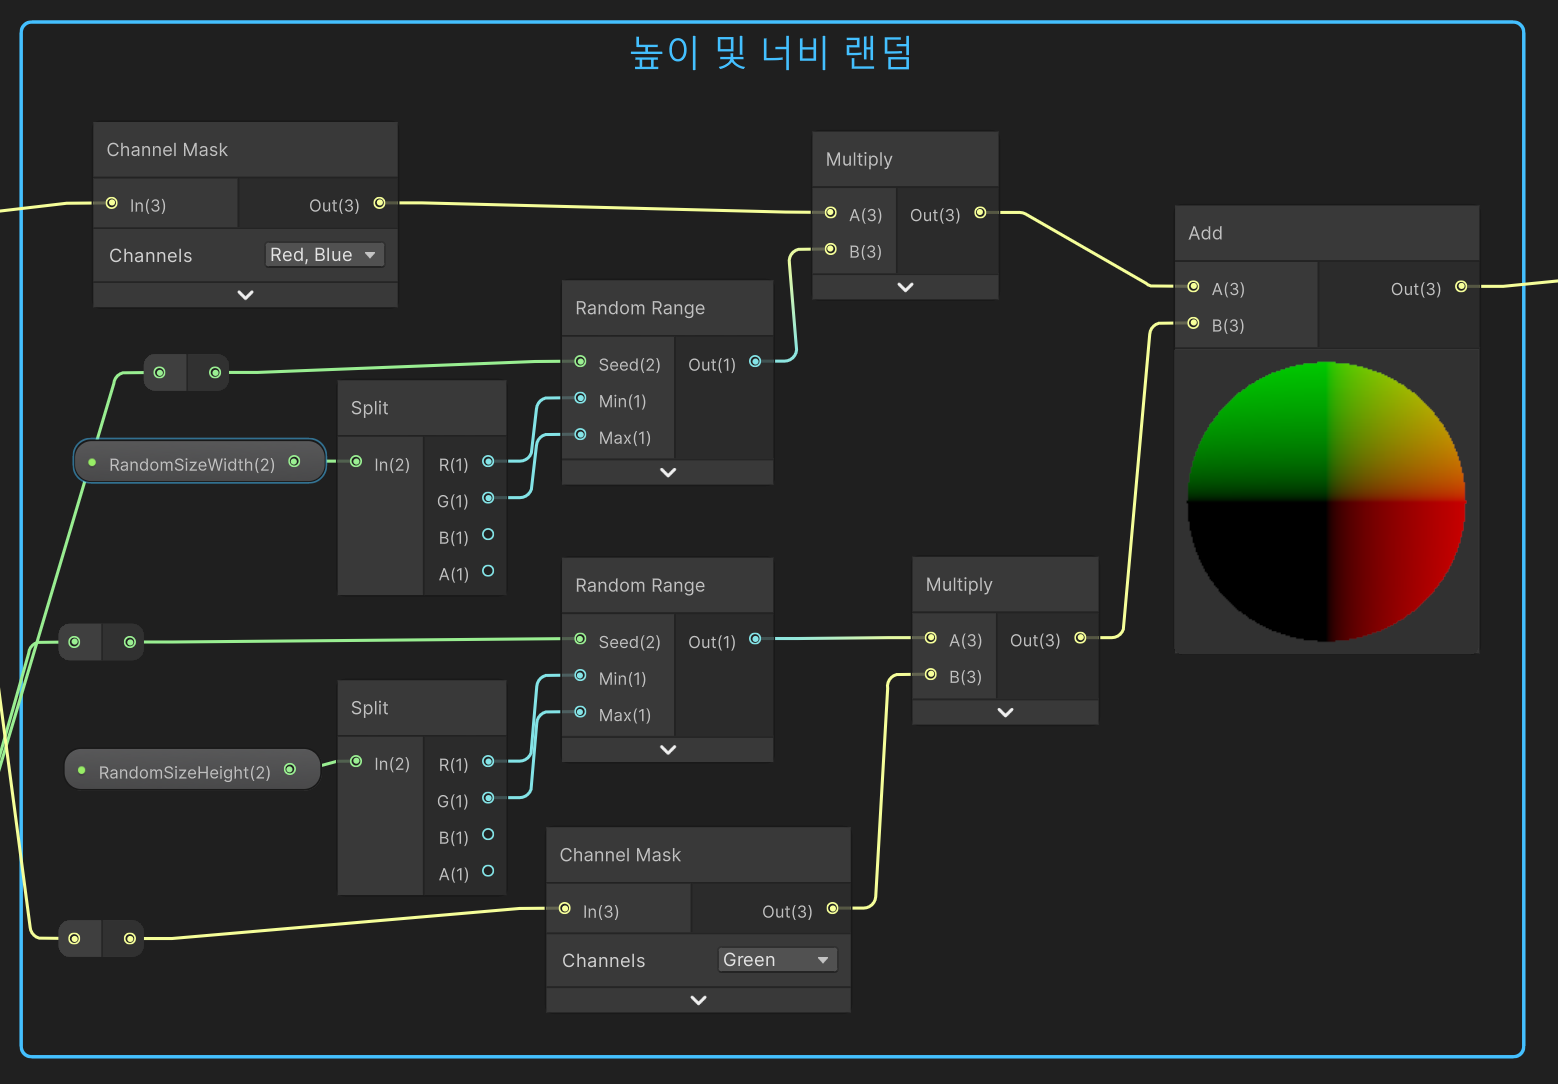 높이 및 너비 랜덤
Channel Mask
In(3) Out(3)
Channels Red, Blue
Multiply
A(3) Out(3)
B(3)
Add
A(3) Out(3)
B(3)
Random Range
Seed(2) Out(1)
Min(1)
Max(1)
Split
In(2) R(1)
G(1)
B(1)
A(1)
RandomSizeWidth(2)
Random Range
Seed(2) Out(1)
Min(1)
Max(1)
Multiply
A(3) Out(3)
B(3)
Split
In(2) R(1)
G(1)
B(1)
A(1)
RandomSizeHeight(2)
Channel Mask
In(3) Out(3)
Channels Green